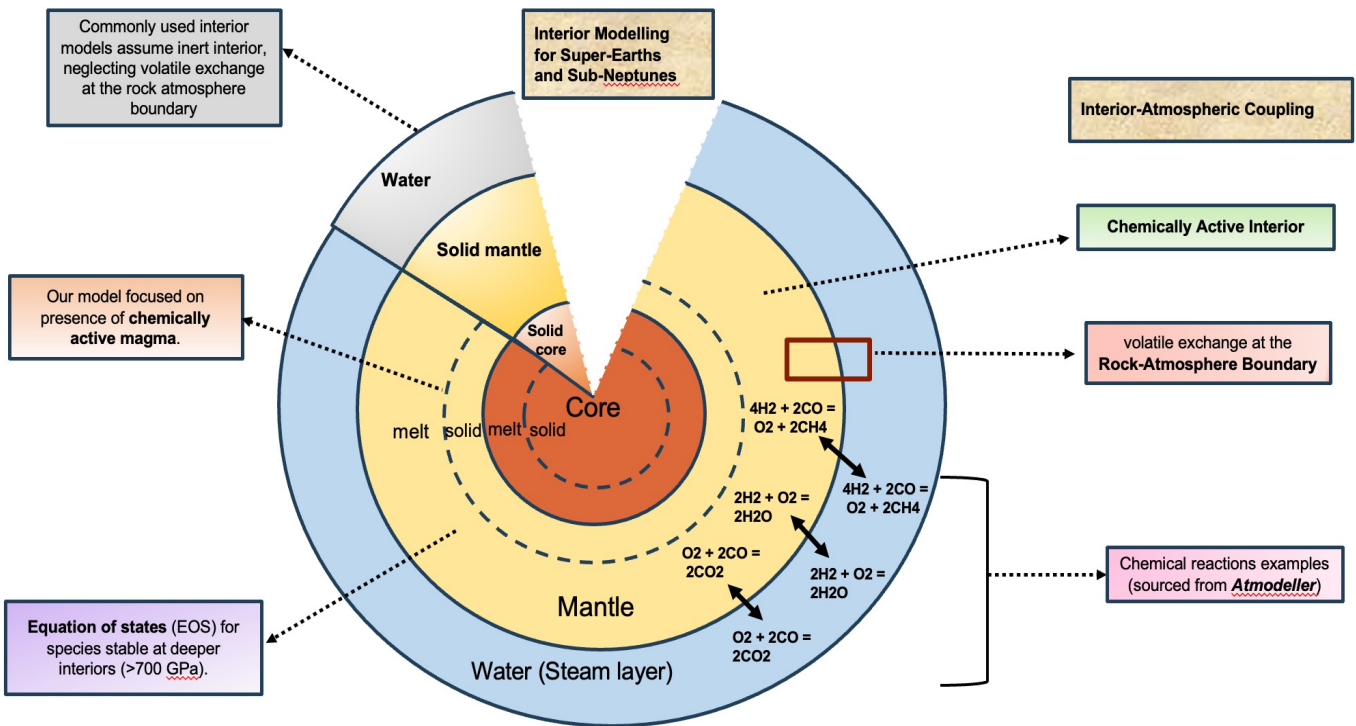 Commonly used interior
models assume inert interior,
neglecting volatile exchange
at the rock atmosphere
boundary
Interior Modelling
for Super-Earths
and Sub-Neptunes
Interior-Atmospheric Coupling
Water
Solid mantle
Solid
core
Chemically Active Interior
Our model focused on
presence of chemically
active magma.
volatile exchange at the
Rock-Atmosphere Boundary
Core
melt solid melt solid
4H2 + 2CO =
O2 + 2CH4
4H2 + 2CO =
O2 + 2CH4
2H2 + O2 =
2H2O
2H2 + O2 =
2H2O
O2 + 2CO =
2CO2
O2 + 2CO =
2CO2
Mantle
Water (Steam layer)
Chemical reactions examples
(sourced from Atmodeller)
Equation of states (EOS) for
species stable at deeper
interiors (>700 GPa).